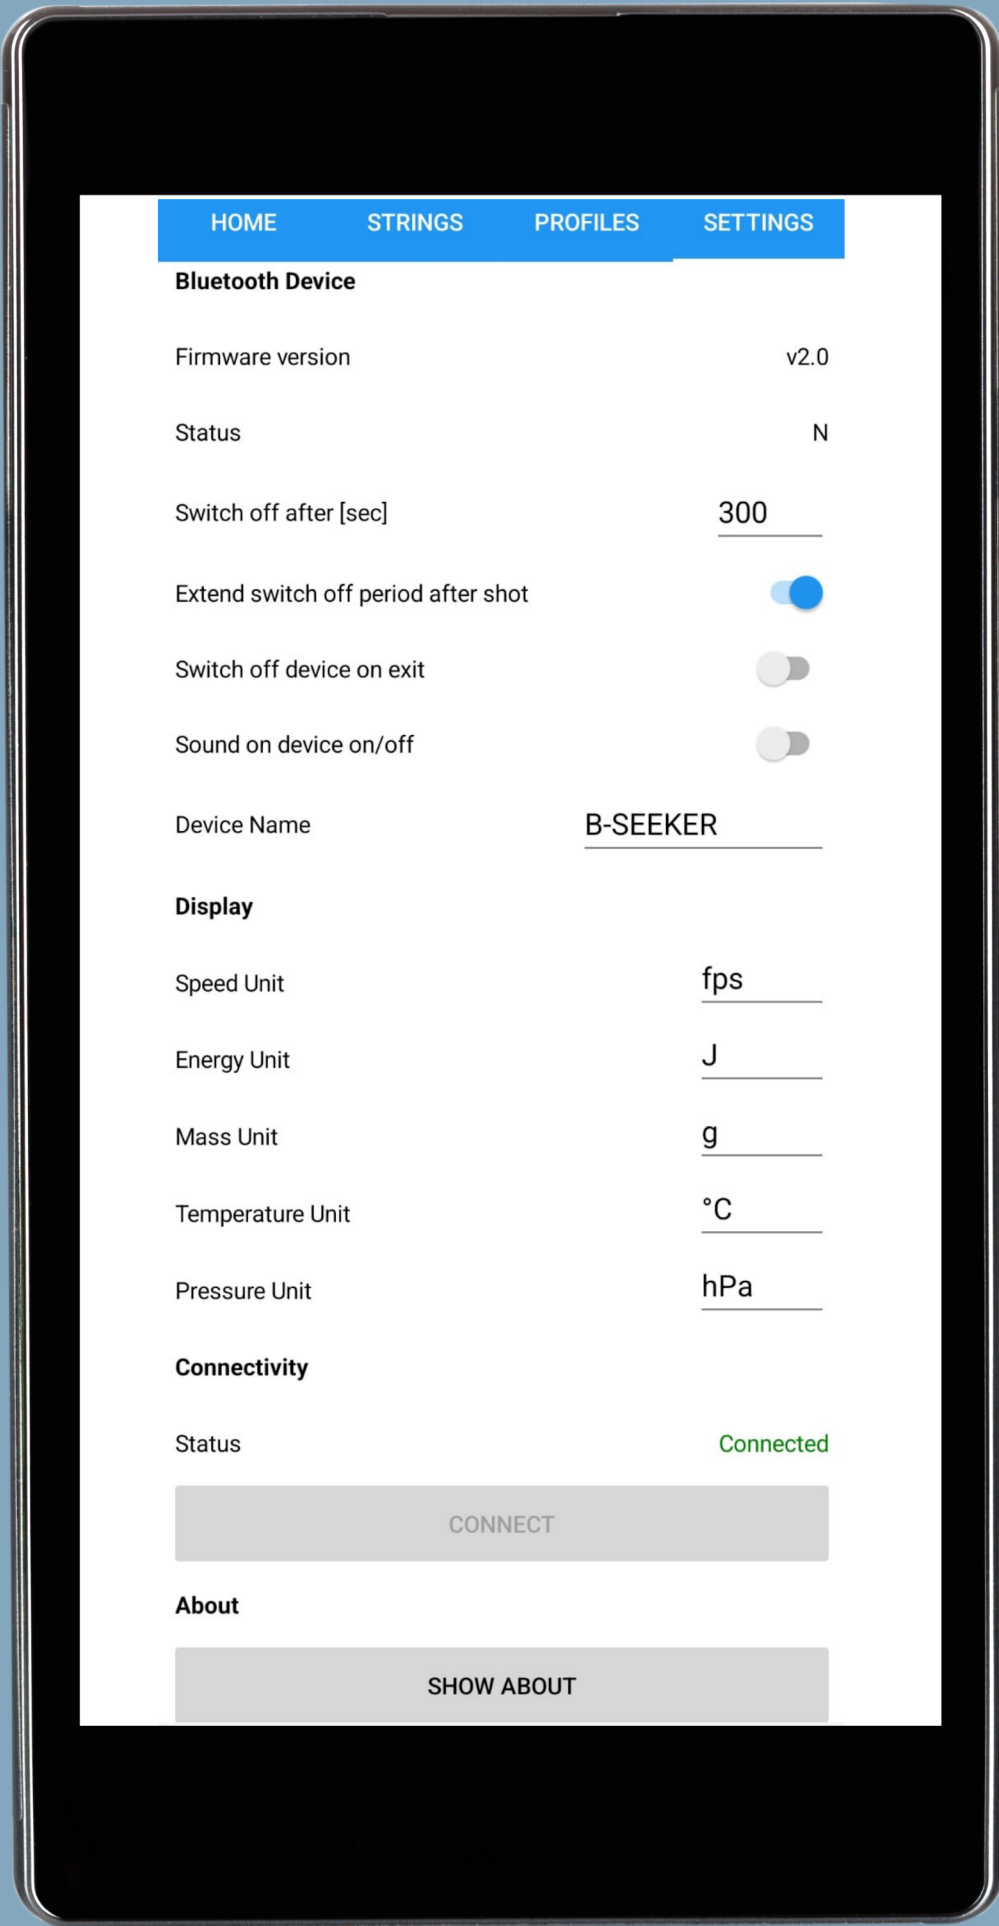 HOME STRINGS PROFILES SETTINGS
Bluetooth Device
Firmware version v2.0
Status N
Switch off after [sec] 300
Extend switch off period after shot
Switch off device on exit
Sound on device on/off
Device Name B-SEEKER
Display
Speed Unit fps
Energy Unit J
Mass Unit g
Temperature Unit °C
Pressure Unit hPa
Connectivity
Status Connected
CONNECT
About
SHOW ABOUT